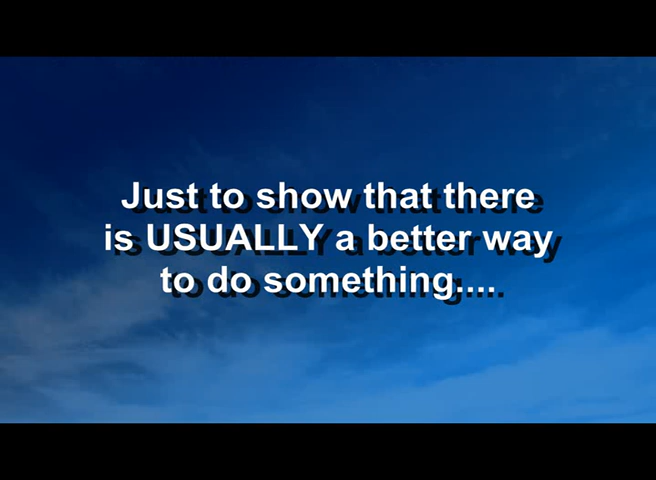 Just to show that there
is USUALLY a better way
to do something....